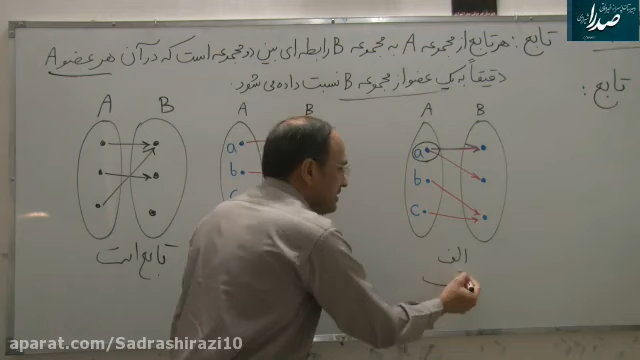 تابع : هر تابع از مجموعه A به مجموعه B رابطه ای بین دو مجموعه است که در آن هر عضو A
دقیقاً به یک عضو از مجموعه B نسبت داده می شود.
تابع :
A B
A B
a
b
c
A B
a
b
c
تابع است
الف
صدرا
aparat.com/Sadrashirazi10